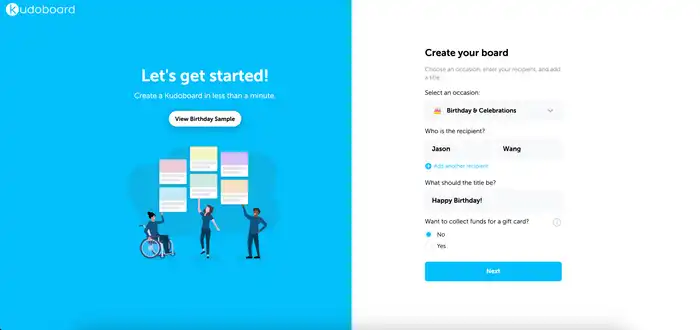 Kudoboard
Let's get started!
Create a Kudoboard in less than a minute.
View Birthday Sample
Create your board
Choose an occasion, enter your recipient, and add
a title.
Select an occasion:
Birthday & Celebrations
Who is the recipient?
Jason Wang
Add another recipient
What should the title be?
Happy Birthday!
Want to collect funds for a gift card?
No
Yes
Next